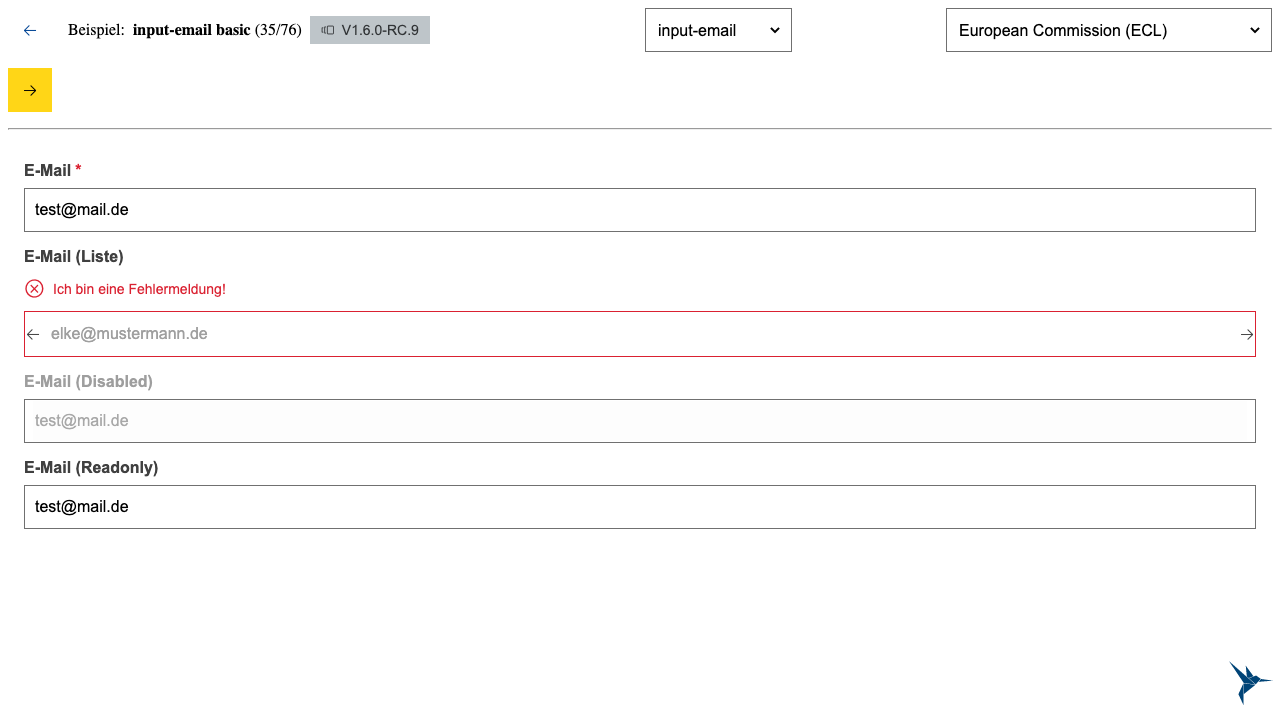 Beispiel: input-email basic (35/76) V1.6.0-RC.9 input-email European Commission (ECL)
E-Mail *
test@mail.de
E-Mail (Liste)
Ich bin eine Fehlermeldung!
elke@mustermann.de
E-Mail (Disabled)
test@mail.de
E-Mail (Readonly)
test@mail.de